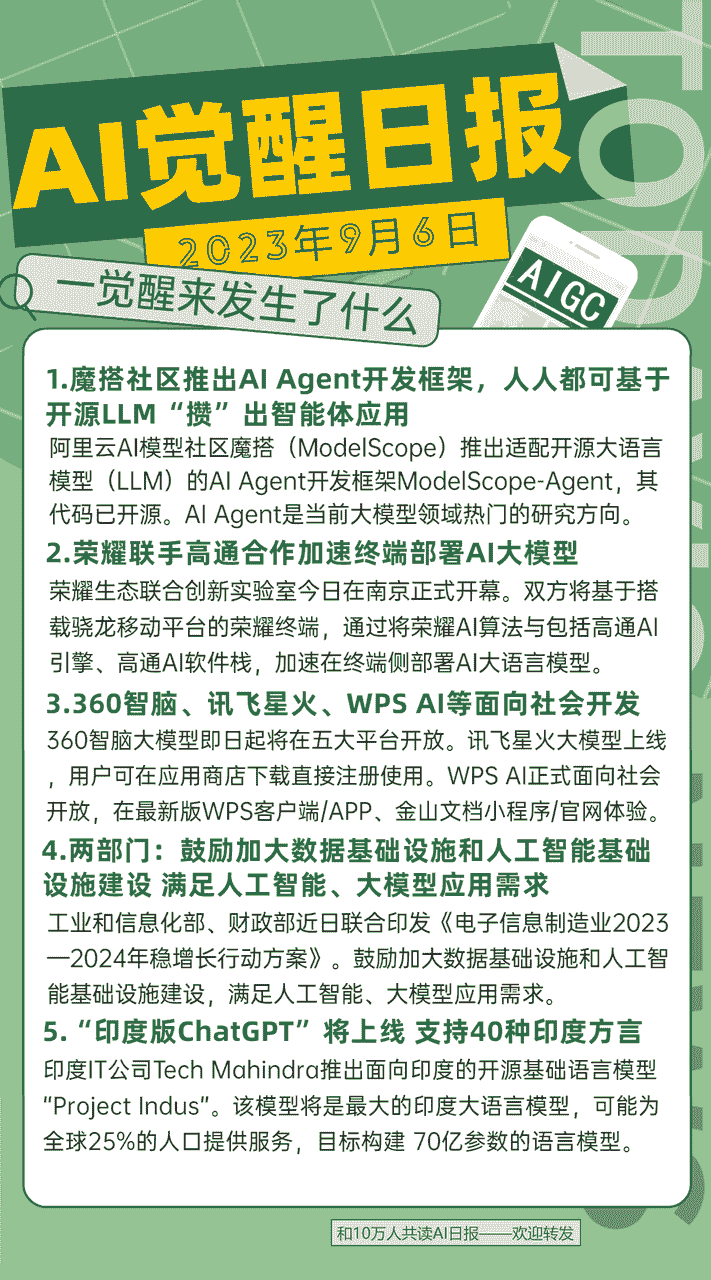 AI觉醒日报
2023年9月6日
一觉醒来发生了什么
AIGC
1.魔搭社区推出AI Agent开发框架，人人都可基于
开源LLM“攒”出智能体应用
阿里云AI模型社区魔搭（ModelScope）推出适配开源大语言
模型（LLM）的AI Agent开发框架ModelScope-Agent，其
代码已开源。AI Agent是当前大模型领域热门的研究方向。
2.荣耀联手高通合作加速终端部署AI大模型
荣耀生态联合创新实验室今日在南京正式开幕。双方将基于搭
载骁龙移动平台的荣耀终端，通过将荣耀AI算法与包括高通AI
引擎、高通AI软件栈，加速在终端侧部署AI大语言模型。
3.360智脑、讯飞星火、WPS AI等面向社会开发
360智脑大模型即日起将在五大平台开放。讯飞星火大模型上线
，用户可在应用商店下载直接注册使用。WPS AI正式面向社会
开放，在最新版WPS客户端/APP、金山文档小程序/官网体验。
4.两部门：鼓励加大数据基础设施和人工智能基础
设施建设 满足人工智能、大模型应用需求
工业和信息化部、财政部近日联合印发《电子信息制造业2023
—2024年稳增长行动方案》。鼓励加大数据基础设施和人工智
能基础设施建设，满足人工智能、大模型应用需求。
5.“印度版ChatGPT”将上线 支持40种印度方言
印度IT公司Tech Mahindra推出面向印度的开源基础语言模型
“Project Indus”。该模型将是最大的印度大语言模型，可能为
全球25%的人口提供服务，目标构建 70亿参数的语言模型。
和10万人共读AI日报——欢迎转发